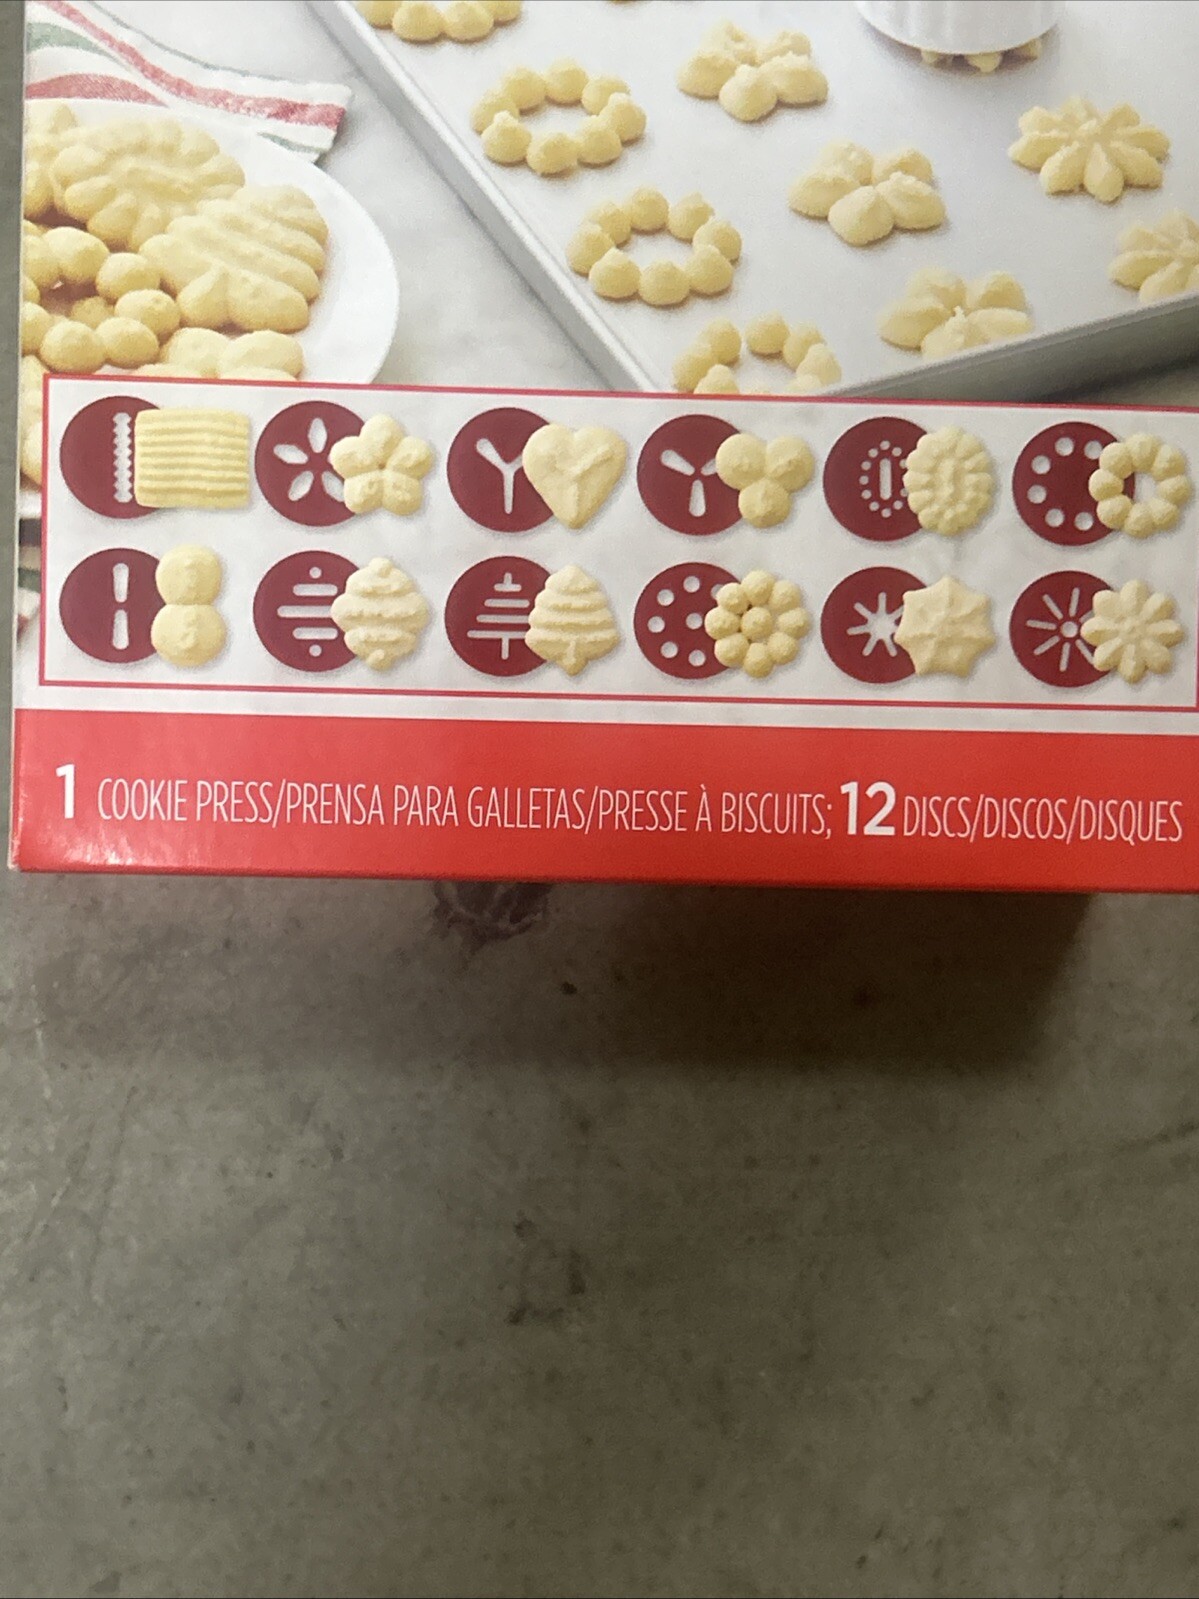 1 COOKIE PRESS/PRENSA PARA GALLETAS/PRESSE À BISCUITS; 12 DISCS/DISCOS/DISQUES